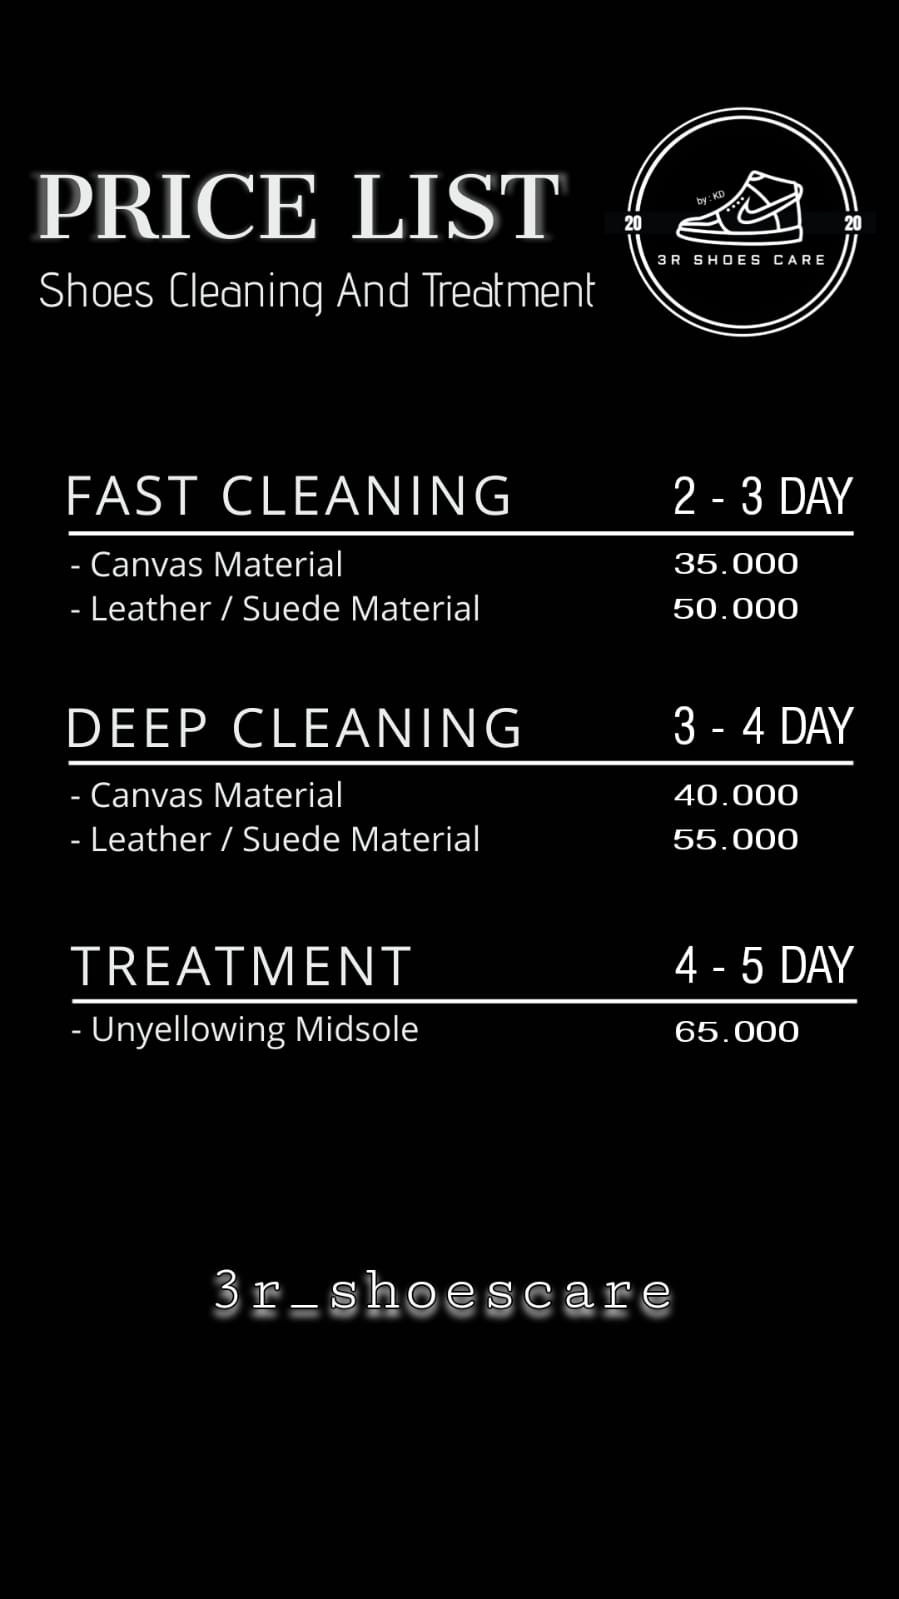 PRICE LIST
Shoes Cleaning And Treatment
by : KD
20 20
3R SHOES CARE
FAST CLEANING 2 - 3 DAY
- Canvas Material 35.000
- Leather / Suede Material 50.000
DEEP CLEANING 3 - 4 DAY
- Canvas Material 40.000
- Leather / Suede Material 55.000
TREATMENT 4 - 5 DAY
- Unyellowing Midsole 65.000
3r_shoescare